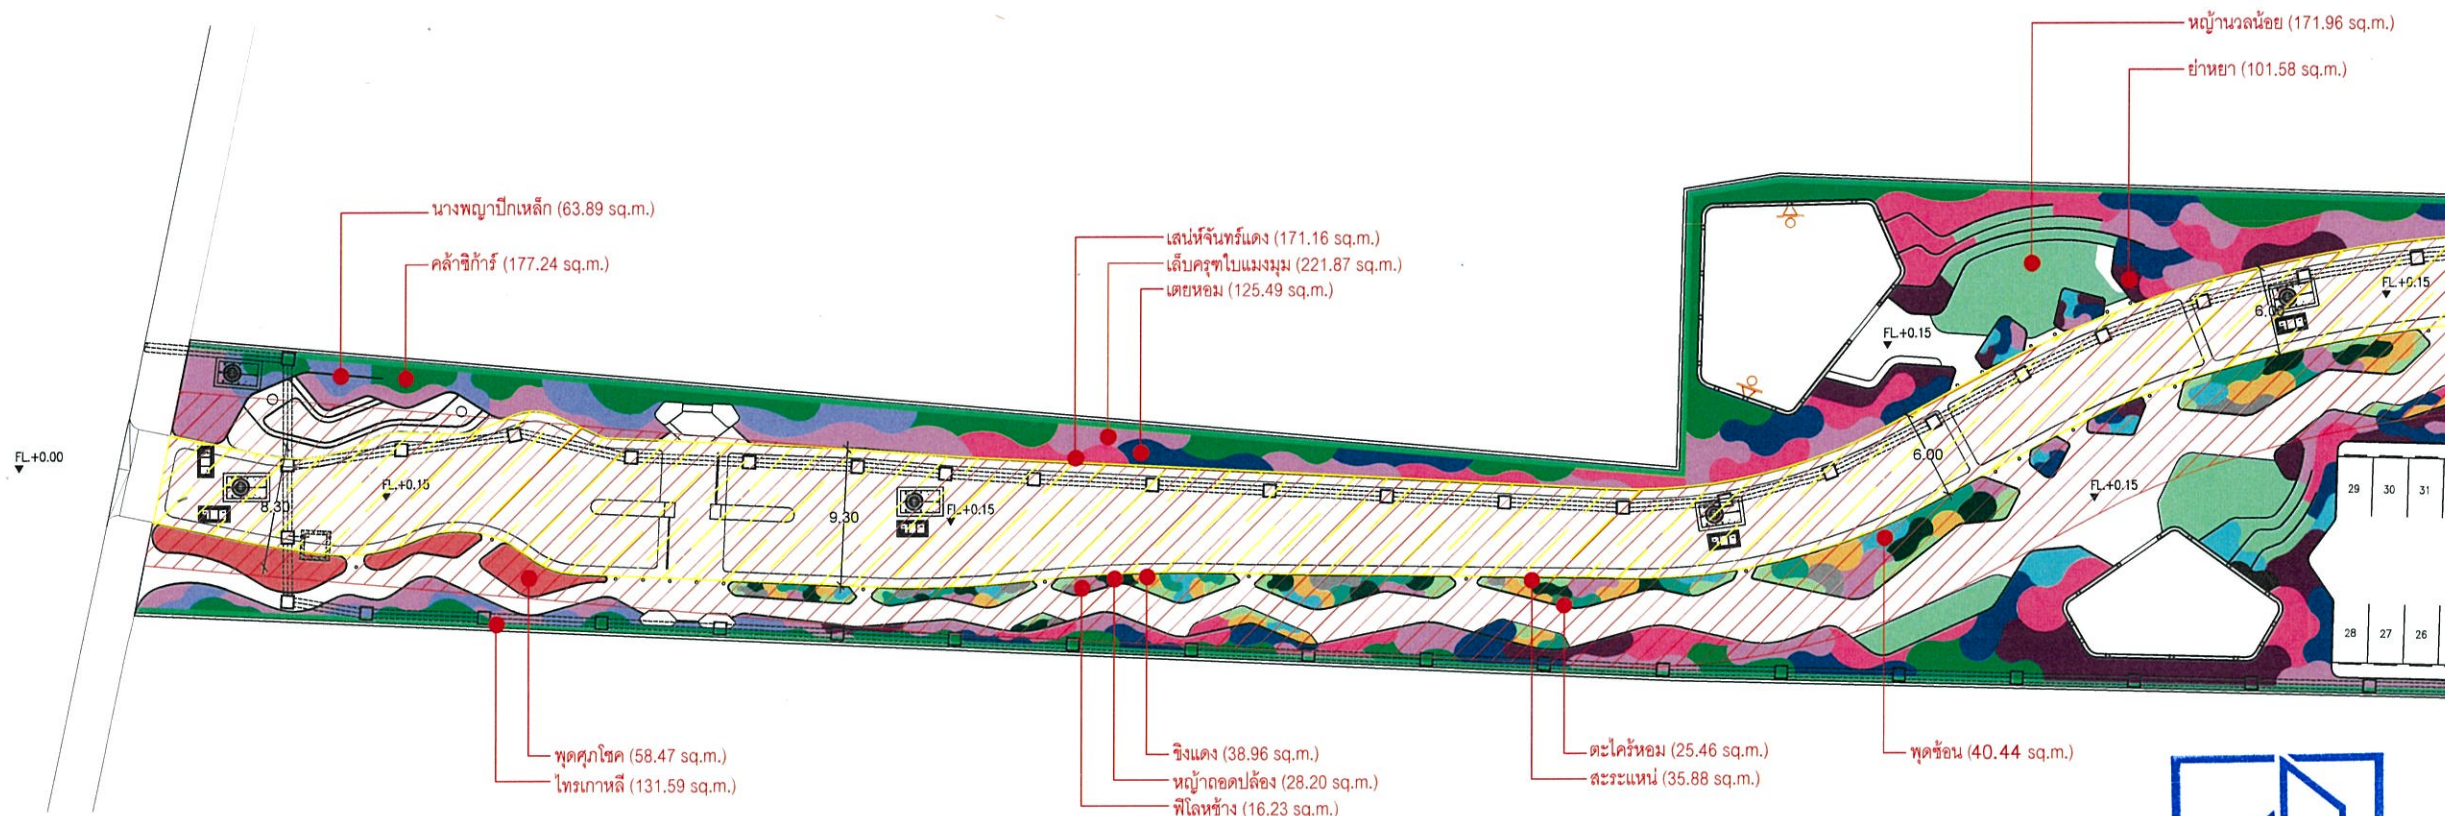 หญ้านวลน้อย (171.96 sq.m.)
ย่าหยา (101.58 sq.m.)
นางพญาปีกเหล็ก (63.89 sq.m.)
คล้าซิก้าร์ (177.24 sq.m.)
เสน่ห์จันทร์แดง (171.16 sq.m.)
เล็บครุฑใบแมงมุม (221.87 sq.m.)
เตยหอม (125.49 sq.m.)
FL.+0.15
6.00
FL.+0.15
FL.+0.00
6.00
FL.+0.15
FL.+0.15
29 30 31
8.30
9.30
FL.+0.15
28 27 26
พุดศุภโชค (58.47 sq.m.)
ไทรเกาหลี (131.59 sq.m.)
ขิงแดง (38.96 sq.m.)
หญ้าถอดปล้อง (28.20 sq.m.)
ฟีโลหูช้าง (16.23 sq.m.)
ตะไคร้หอม (25.46 sq.m.)
สะระแหน่ (35.88 sq.m.)
พุดซ้อน (40.44 sq.m.)